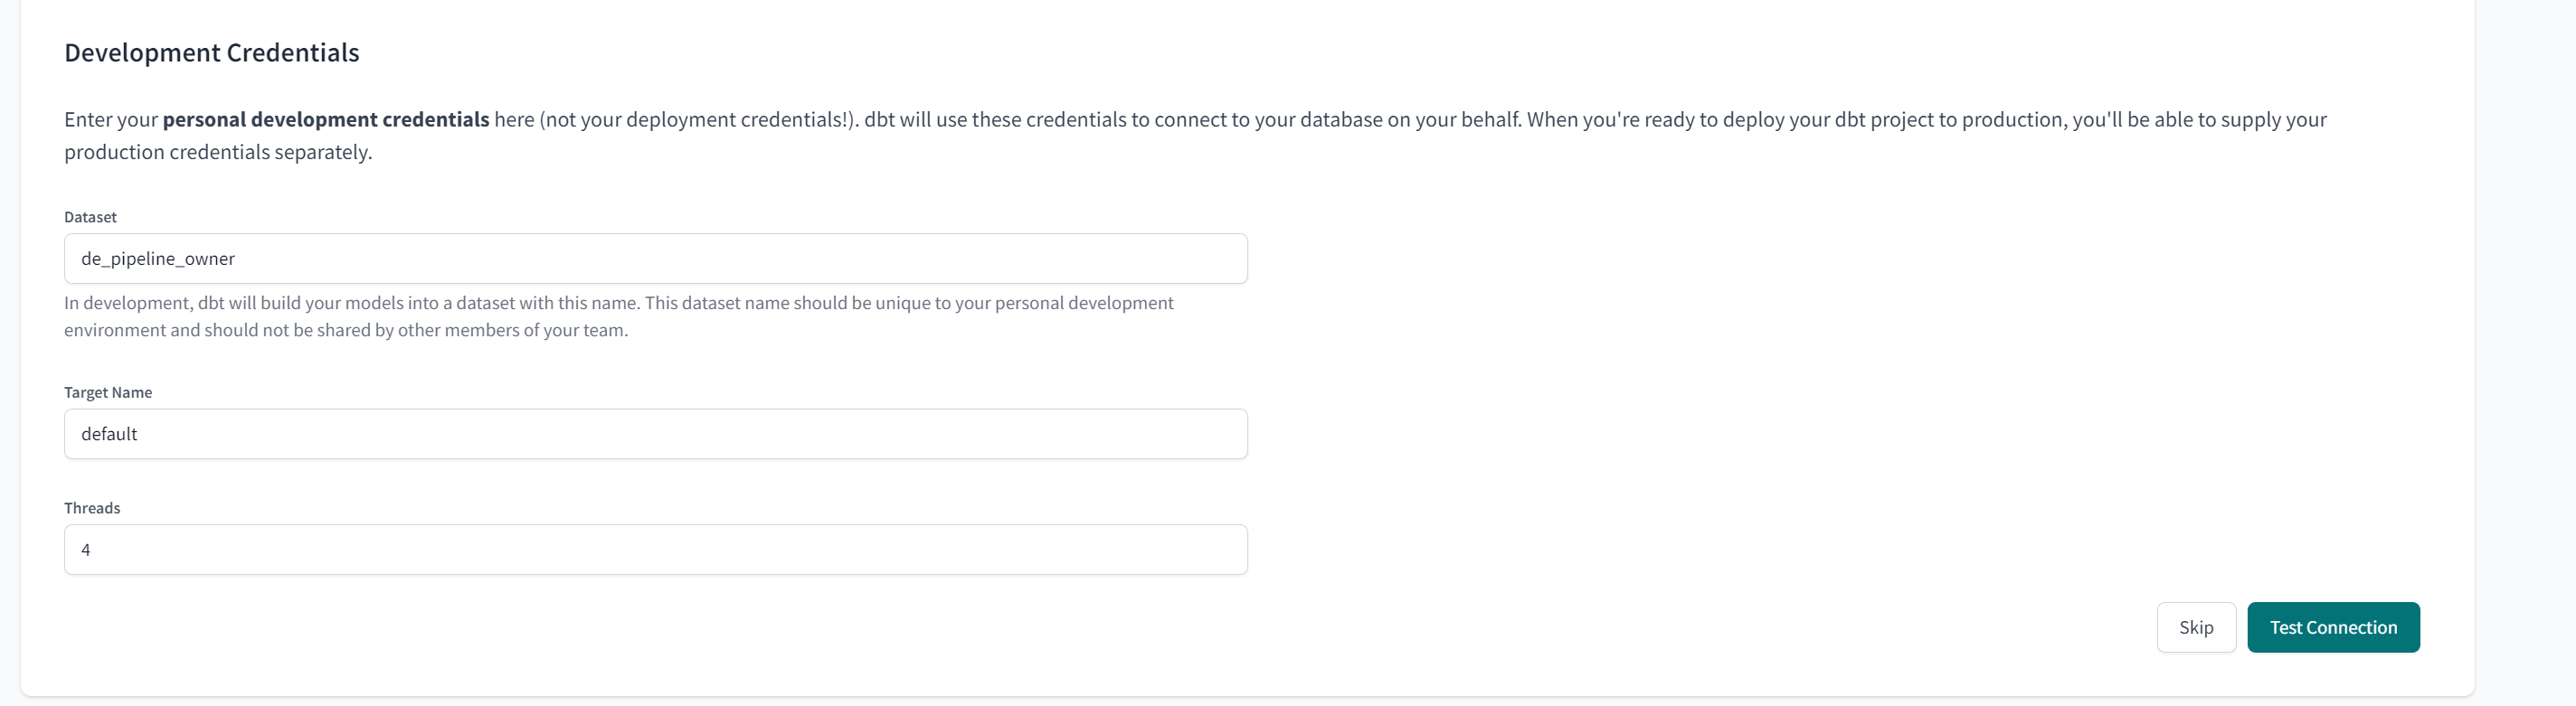 Development Credentials
Enter your personal development credentials here (not your deployment credentials!). dbt will use these credentials to connect to your database on your behalf. When you're ready to deploy your dbt project to production, you'll be able to supply your
production credentials separately.
Dataset
de_pipeline_owner
In development, dbt will build your models into a dataset with this name. This dataset name should be unique to your personal development
environment and should not be shared by other members of your team.
Target Name
default
Threads
4
Skip
Test Connection